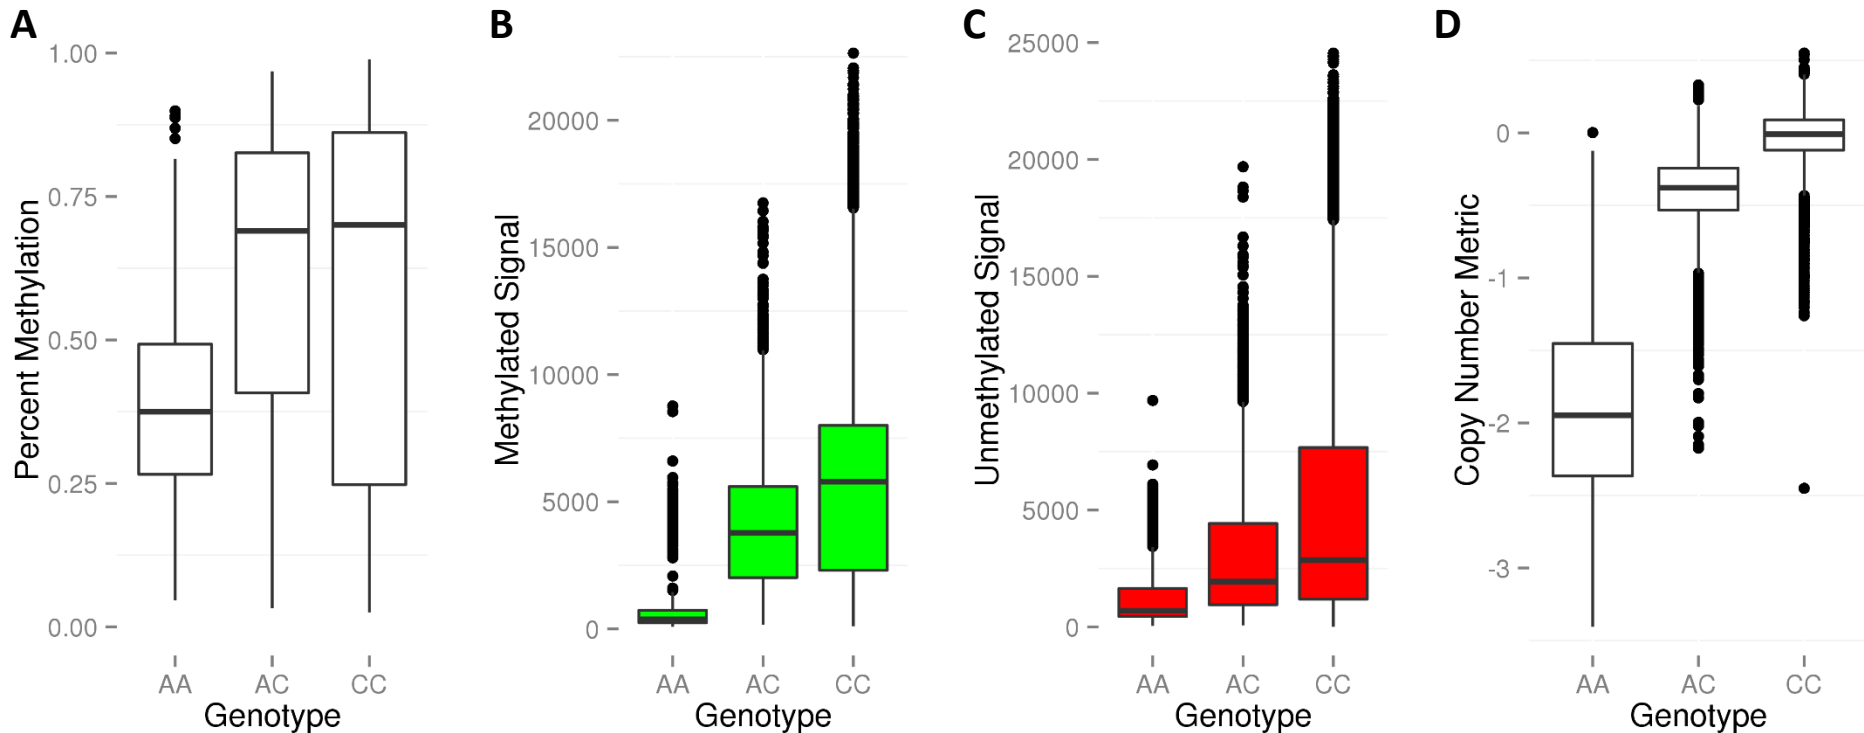 A
Percent Methylation
1.00
0.75
0.50
0.25
0.00
AA AC CC
Genotype
B
Methylated Signal
20000
15000
10000
5000
0
AA AC CC
Genotype
C
Unmethylated Signal
25000
20000
15000
10000
5000
0
AA AC CC
Genotype
D
Copy Number Metric
0
-1
-2
-3
AA AC CC
Genotype